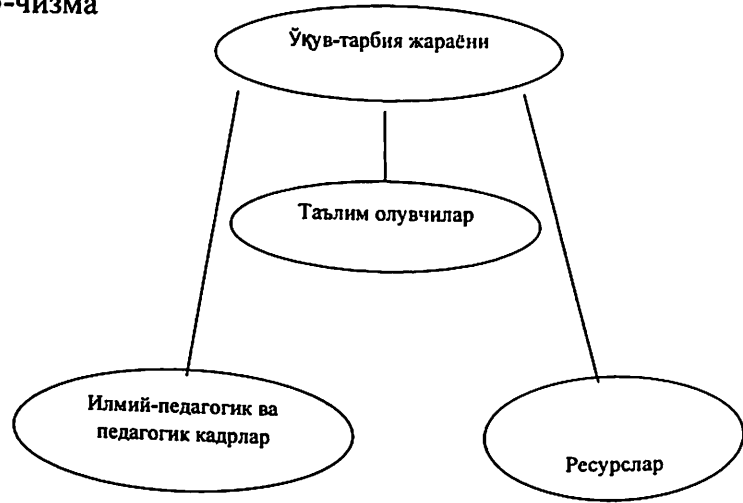 -чизма
Ўқув-тарбия жараёни
Таълим олувчилар
Илмий-педагогик ва
педагогик кадрлар
Ресурслар